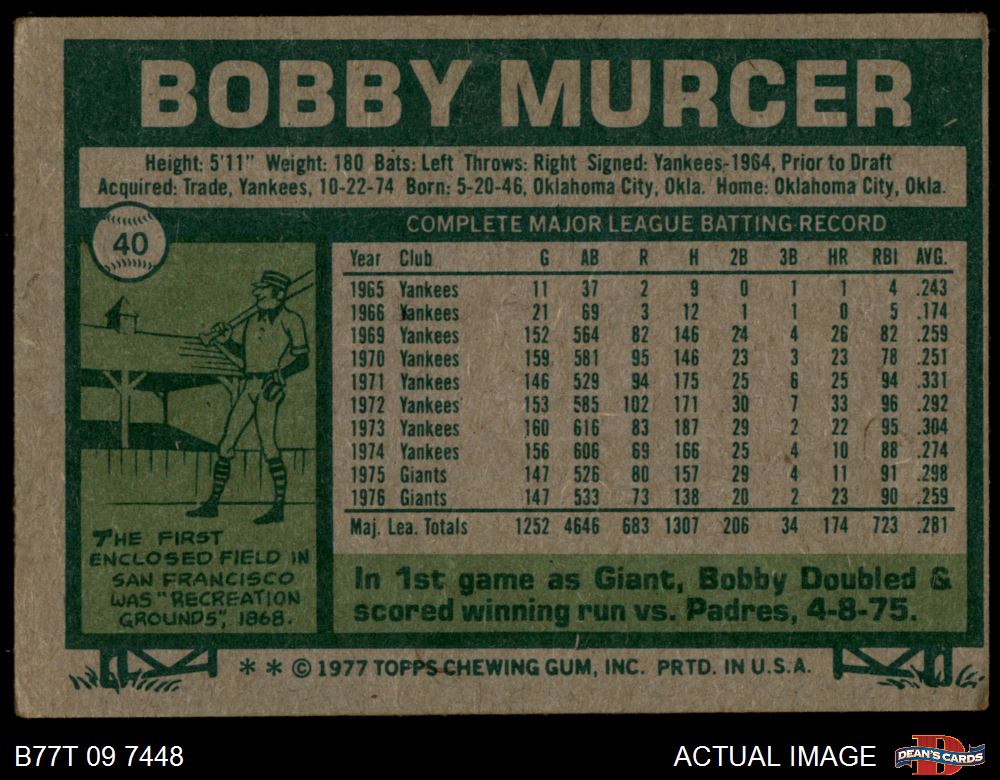 BOBBY MURCER
Height: 5'11" Weight: 180 Bats: Left Throws: Right Signed: Yankees-1964, Prior to Draft
Acquired: Trade, Yankees, 10-22-74 Born: 5-20-46, Oklahoma City, Okla. Home: Oklahoma City, Okla.
40
COMPLETE MAJOR LEAGUE BATTING RECORD
Year Club G AB R H 2B 3B HR RBI AVG.
1965 Yankees 11 37 2 9 0 1 1 4 .243
1966 Yankees 21 69 3 12 1 1 0 5 .174
1969 Yankees 152 564 82 146 24 4 26 82 .259
1970 Yankees 159 581 95 146 23 3 23 78 .251
1971 Yankees 146 529 94 175 25 6 25 94 .331
1972 Yankees 153 585 102 171 30 7 33 96 .292
1973 Yankees 160 616 83 187 29 2 22 95 .304
1974 Yankees 156 606 69 166 25 4 10 88 .274
1975 Giants 147 526 80 157 29 4 11 91 .298
1976 Giants 147 533 73 138 20 2 23 90 .259
Maj. Lea. Totals 1252 4646 683 1307 206 34 174 723 .281
THE FIRST
ENCLOSED FIELD IN
SAN FRANCISCO
WAS "RECREATION
GROUNDS", 1868.
In 1st game as Giant, Bobby Doubled &
scored winning run vs. Padres, 4-8-75.
* * © 1977 TOPPS CHEWING GUM, INC. PRTD. IN U.S.A.
B77T 09 7448
ACTUAL IMAGE
D
DEAN'S CARDS